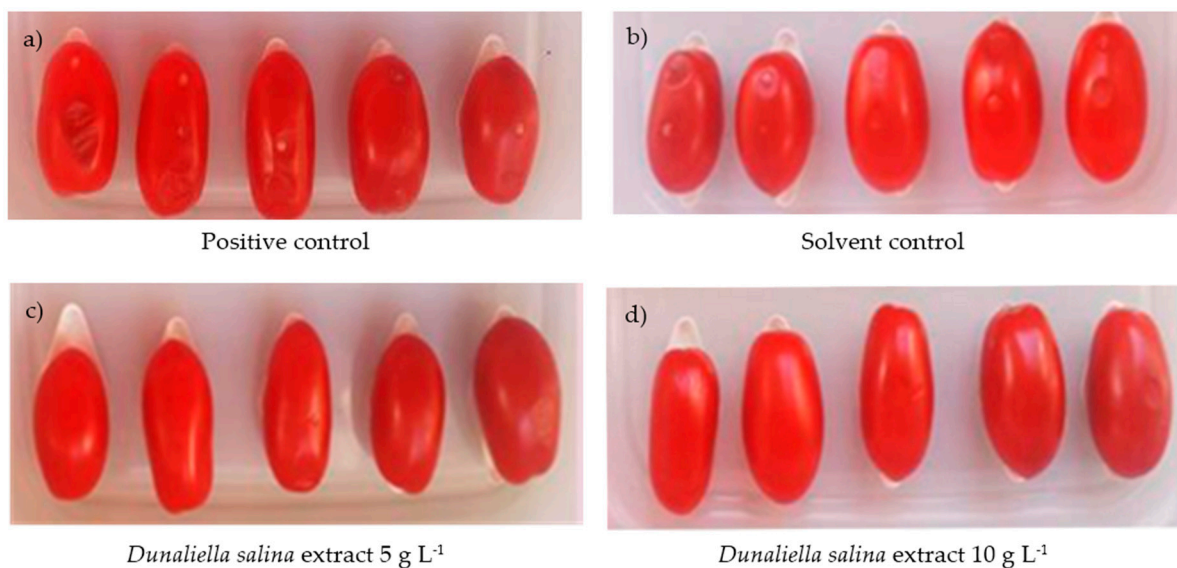 a)
b)
Positive control
Solvent control
c)
d)
Dunaliella salina extract 5 g L⁻¹
Dunaliella salina extract 10 g L⁻¹